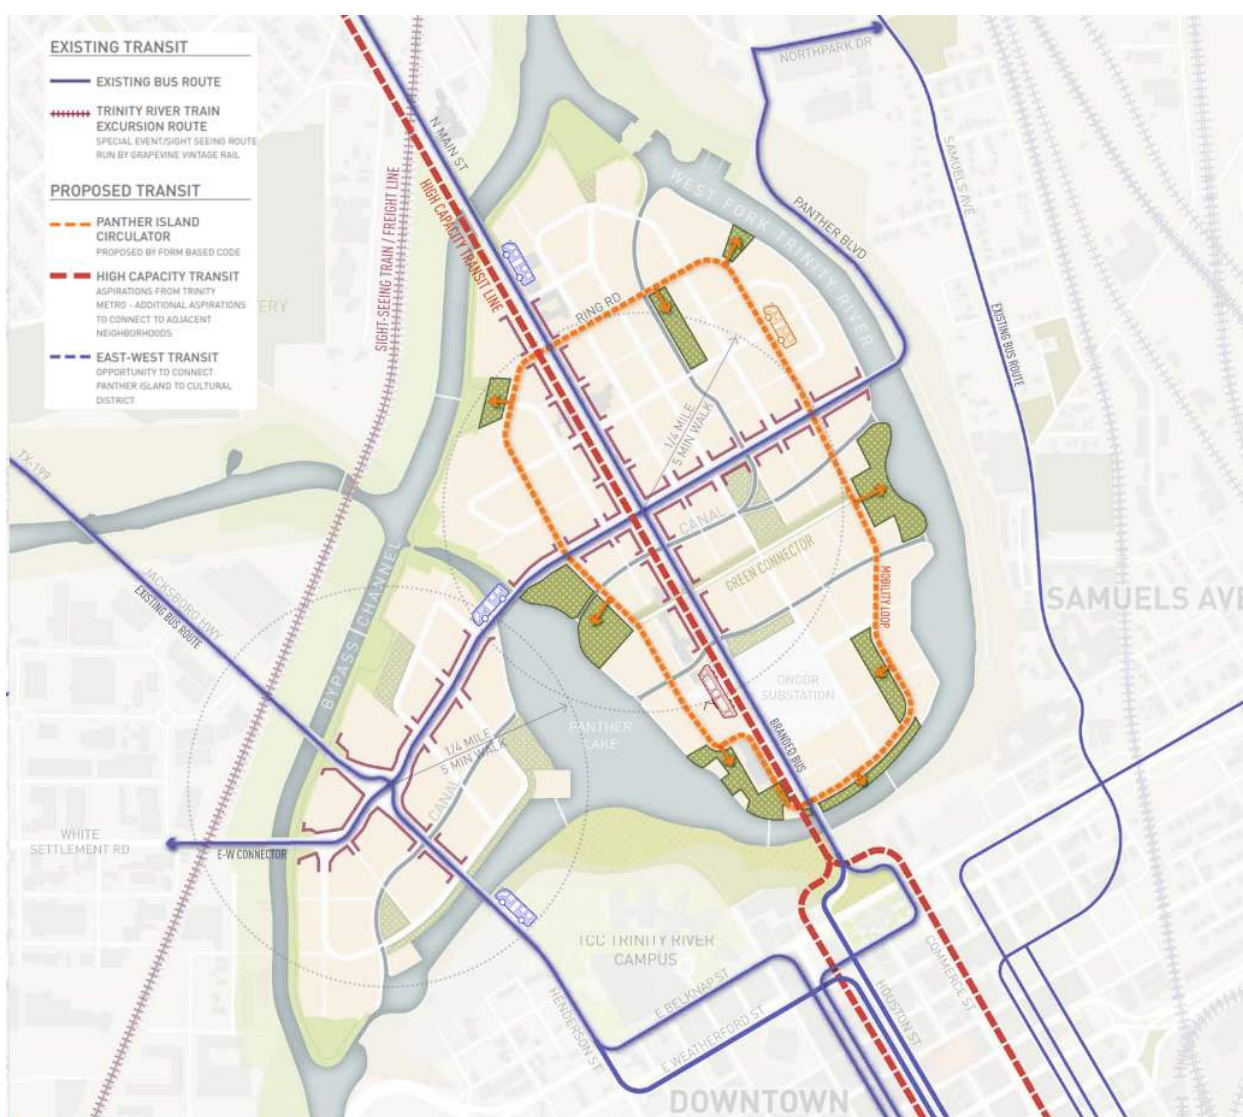 EXISTING TRANSIT
EXISTING BUS ROUTE
TRINITY RIVER TRAIN
EXCURSION ROUTE
SPECIAL EVENT/SIGHT SEEING ROUTE
RUN BY GRAPEVINE VINTAGE RAIL
PROPOSED TRANSIT
PANTHER ISLAND
CIRCULATOR
PROPOSED BY FORM BASED CODE
HIGH CAPACITY TRANSIT
ASPIRATIONS FROM TRINITY
METRO - ADDITIONAL ASPIRATIONS
TO CONNECT TO ADJACENT
NEIGHBORHOODS
EAST-WEST TRANSIT
OPPORTUNITY TO CONNECT
PANTHER ISLAND TO CULTURAL
DISTRICT
NORTHPARK DR
N MAIN ST
HIGH CAPACITY TRANSIT LINE
SIGHT-SEEING TRAIN / FREIGHT LINE
WEST FORK TRINITY RIVER
PANTHER BLVD
SAMUELS AVE
EXISTING BUS ROUTE
ERY
RING RD
1/4 MILE
5 MIN WALK
TX-199
CANAL
GREEN CONNECTOR
MOBILITY LOOP
SAMUELS AVE
JACKSBORO HWY
EXISTING BUS ROUTE
BYPASS CHANNEL
ONCOR
SUBSTATION
PANTHER
LAKE
BRANDED BUS
1/4 MILE
5 MIN WALK
CANAL
WHITE
SETTLEMENT RD
E-W CONNECTOR
TCC TRINITY RIVER
CAMPUS
HENDERSON ST
E BELKNAP ST
E WEATHERFORD ST
HOUSTON ST
COMMERCE ST
DOWNTOWN